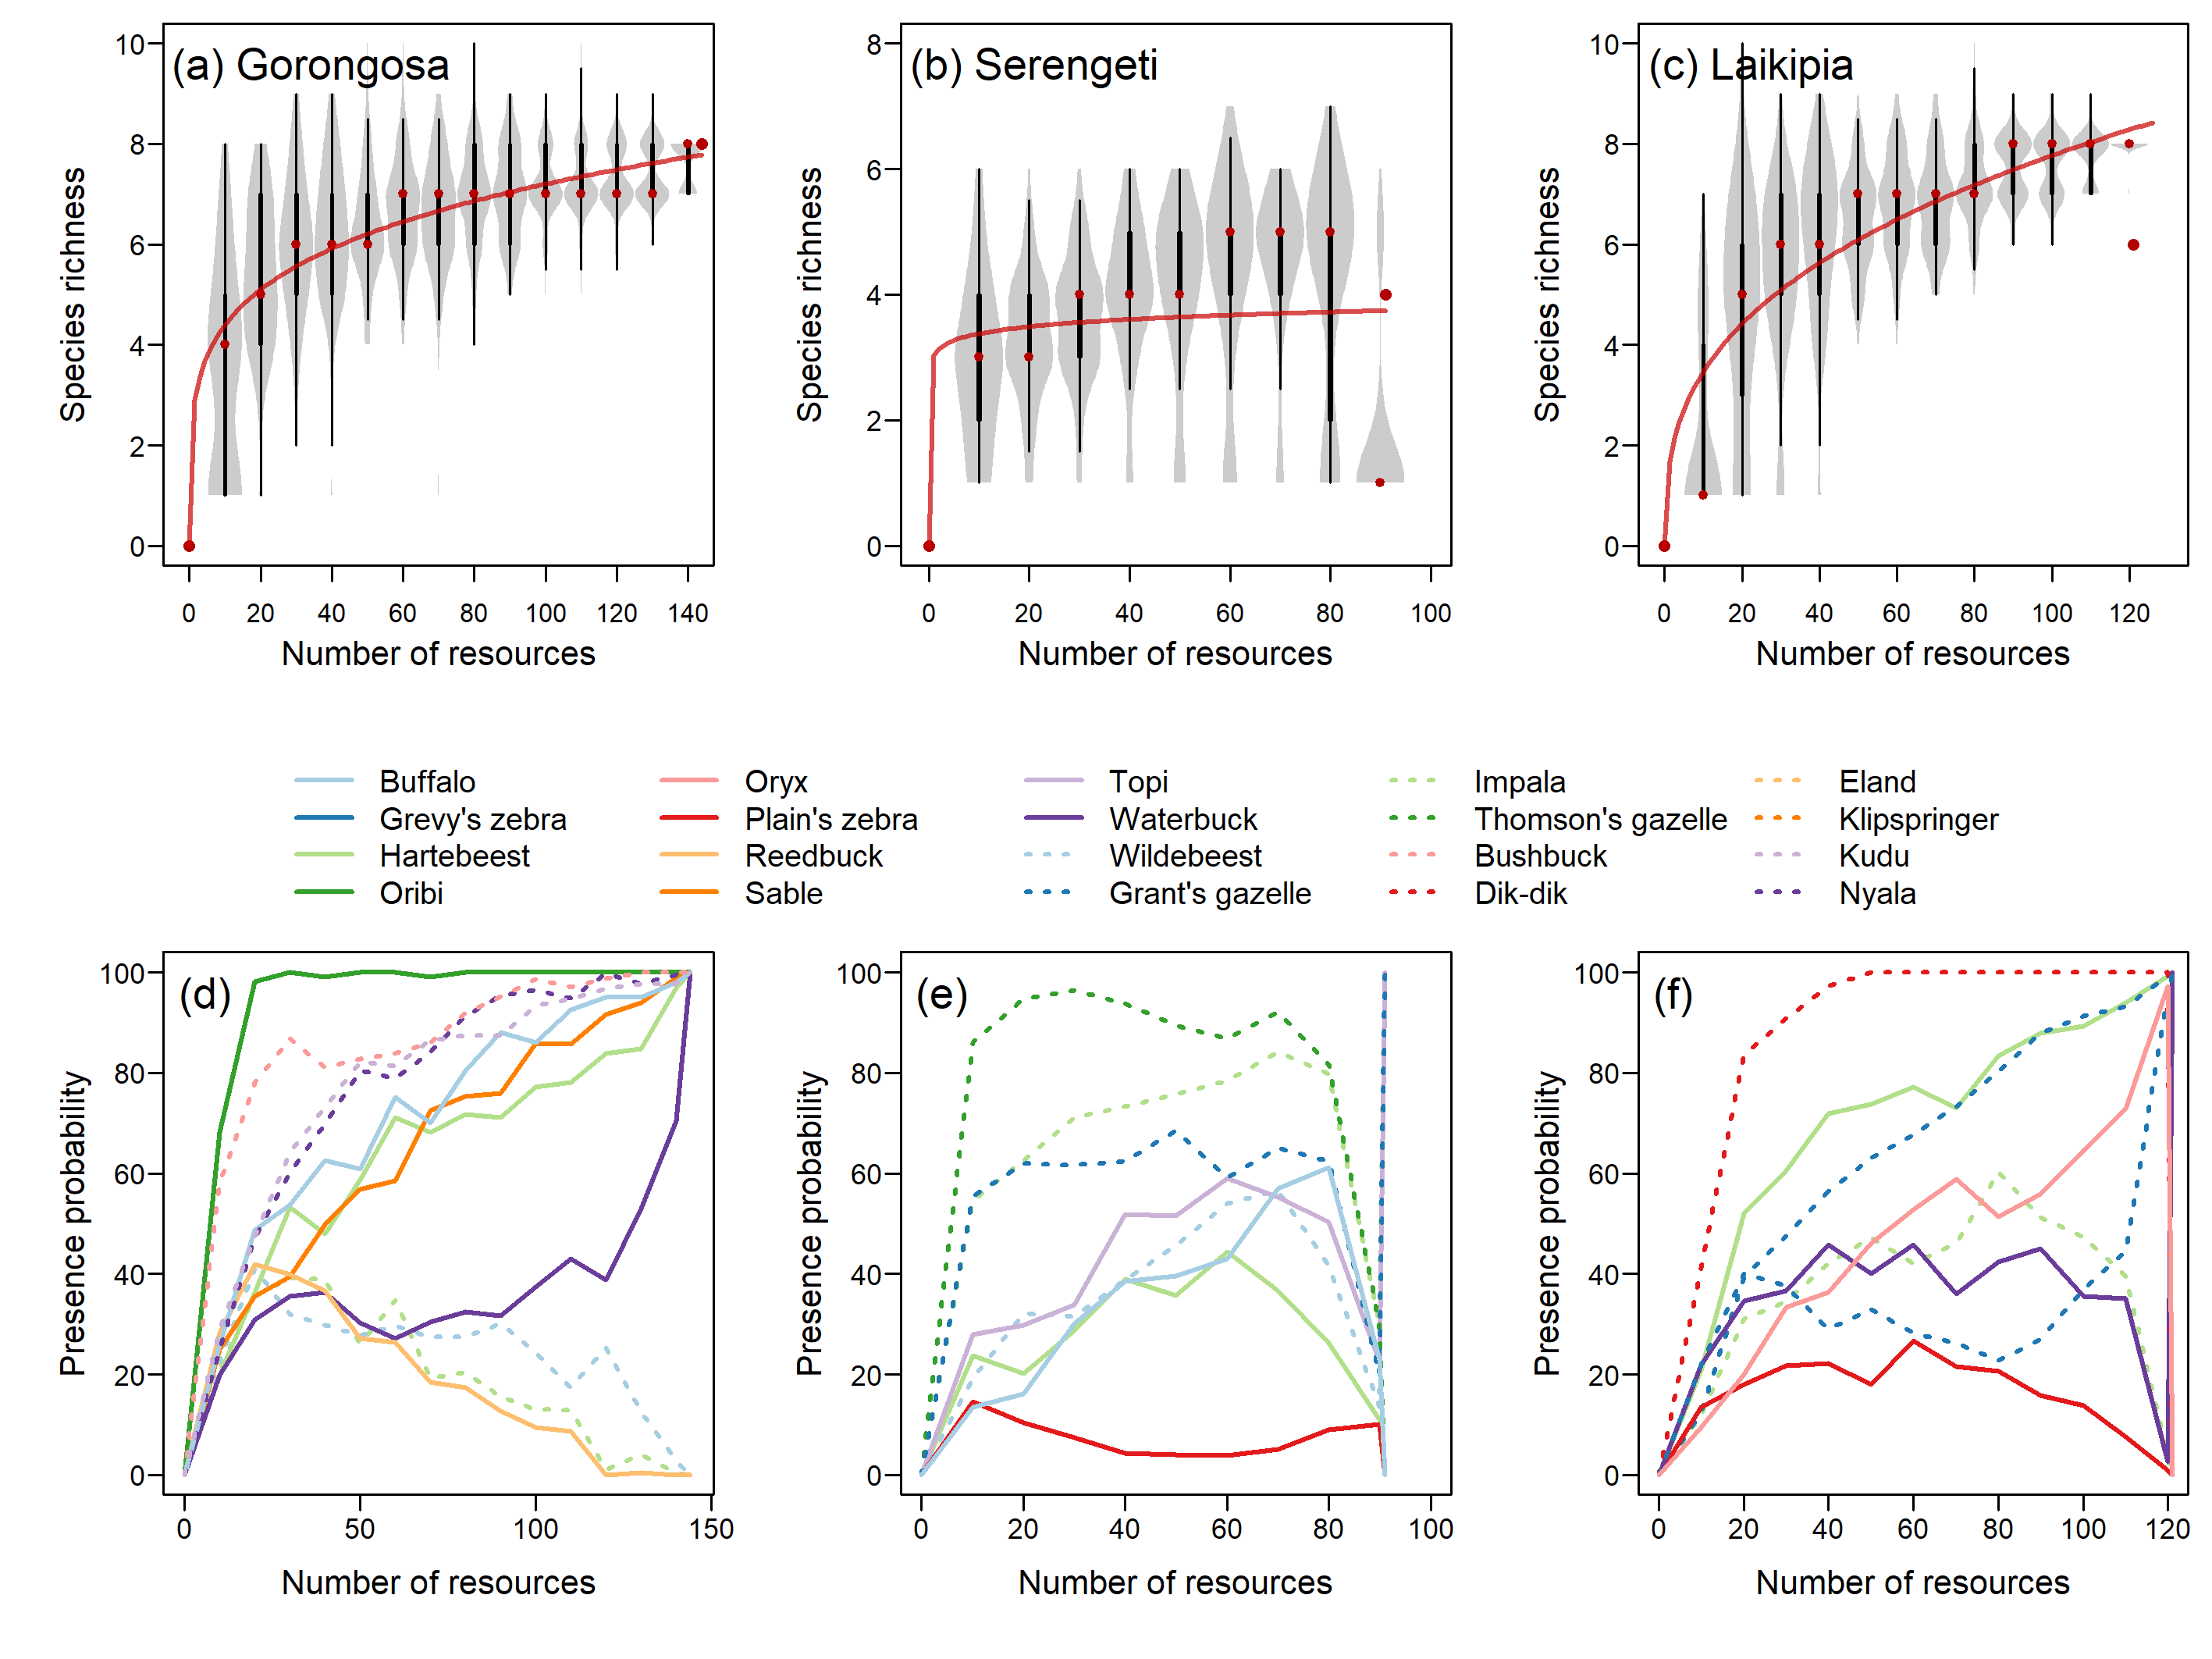 (a) Gorongosa
10
8
6
4
2
0
Species richness
0 20 40 60 80 100 120 140
Number of resources
(b) Serengeti
8
6
4
2
0
Species richness
0 20 40 60 80 100
Number of resources
(c) Laikipia
10
8
6
4
2
0
Species richness
0 20 40 60 80 100 120
Number of resources
Buffalo
Grevy's zebra
Hartebeest
Oribi
Oryx
Plain's zebra
Reedbuck
Sable
Topi
Waterbuck
Wildebeest
Grant's gazelle
Impala
Thomson's gazelle
Bushbuck
Dik-dik
Eland
Klipspringer
Kudu
Nyala
(d)
100
80
60
40
20
0
Presence probability
0 50 100 150
Number of resources
(e)
100
80
60
40
20
0
Presence probability
0 20 40 60 80 100
Number of resources
(f)
100
80
60
40
20
0
Presence probability
0 20 40 60 80 100 120
Number of resources